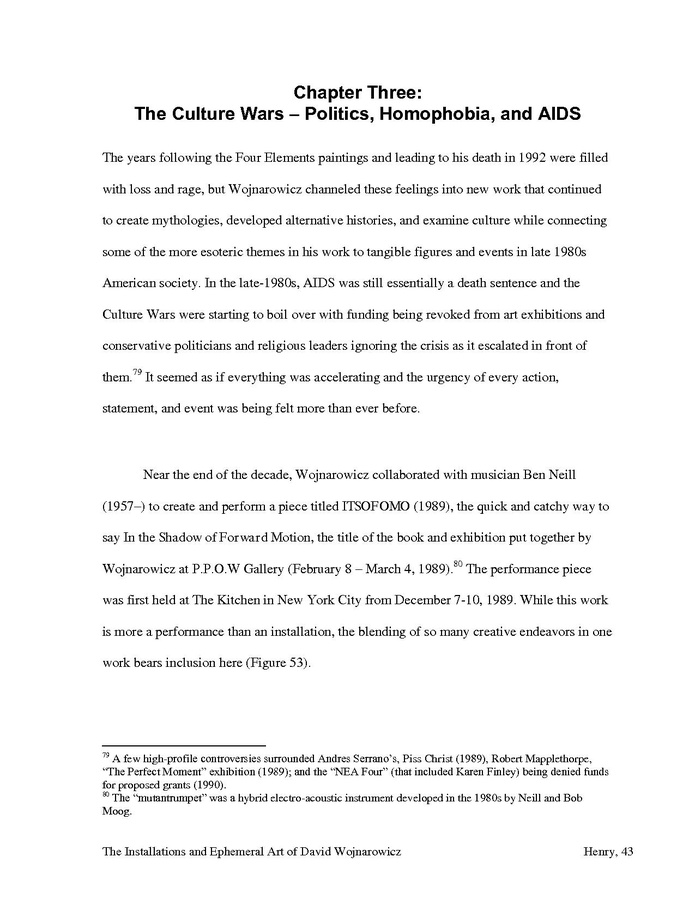 Chapter Three:
The Culture Wars – Politics, Homophobia, and AIDS
The years following the Four Elements paintings and leading to his death in 1992 were filled
with loss and rage, but Wojnarowicz channeled these feelings into new work that continued
to create mythologies, developed alternative histories, and examine culture while connecting
some of the more esoteric themes in his work to tangible figures and events in late 1980s
American society. In the late-1980s, AIDS was still essentially a death sentence and the
Culture Wars were starting to boil over with funding being revoked from art exhibitions and
conservative politicians and religious leaders ignoring the crisis as it escalated in front of
them.79 It seemed as if everything was accelerating and the urgency of every action,
statement, and event was being felt more than ever before.
Near the end of the decade, Wojnarowicz collaborated with musician Ben Neill
(1957–) to create and perform a piece titled ITSOFOMO (1989), the quick and catchy way to
say In the Shadow of Forward Motion, the title of the book and exhibition put together by
Wojnarowicz at P.P.O.W Gallery (February 8 – March 4, 1989).80 The performance piece
was first held at The Kitchen in New York City from December 7-10, 1989. While this work
is more a performance than an installation, the blending of so many creative endeavors in one
work bears inclusion here (Figure 53).
79 A few high-profile controversies surrounded Andres Serrano's, Piss Christ (1989), Robert Mapplethorpe,
"The Perfect Moment" exhibition (1989); and the "NEA Four" (that included Karen Finley) being denied funds
for proposed grants (1990).
80 The "mutantrumpet" was a hybrid electro-acoustic instrument developed in the 1980s by Neill and Bob
Moog.
The Installations and Ephemeral Art of David Wojnarowicz Henry, 43